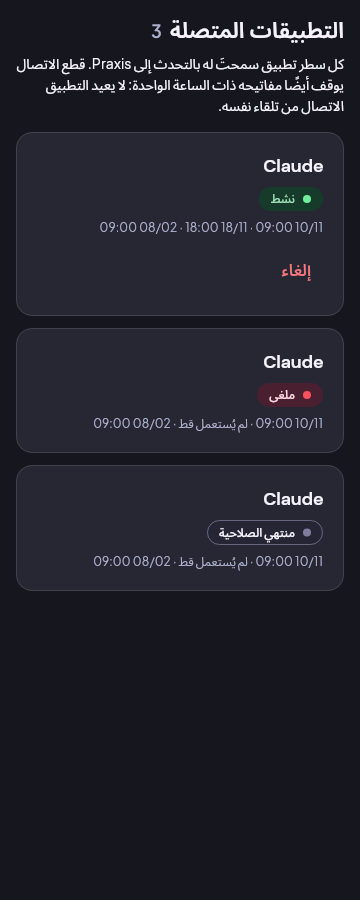 التطبيقات المتصلة 3
كل سطر تطبيق سمحتَ له بالتحدث إلى Praxis. قطع الاتصال
يوقف أيضًا مفاتيحه ذات الساعة الواحدة: لا يعيد التطبيق
الاتصال من تلقاء نفسه.
Claude
نشط
10/11 09:00 · 18/11 18:00 · 08/02 09:00
إلغاء
Claude
ملغى
10/11 09:00 · لم يُستعمل قط · 08/02 09:00
Claude
منتهي الصلاحية
10/11 09:00 · لم يُستعمل قط · 08/02 09:00